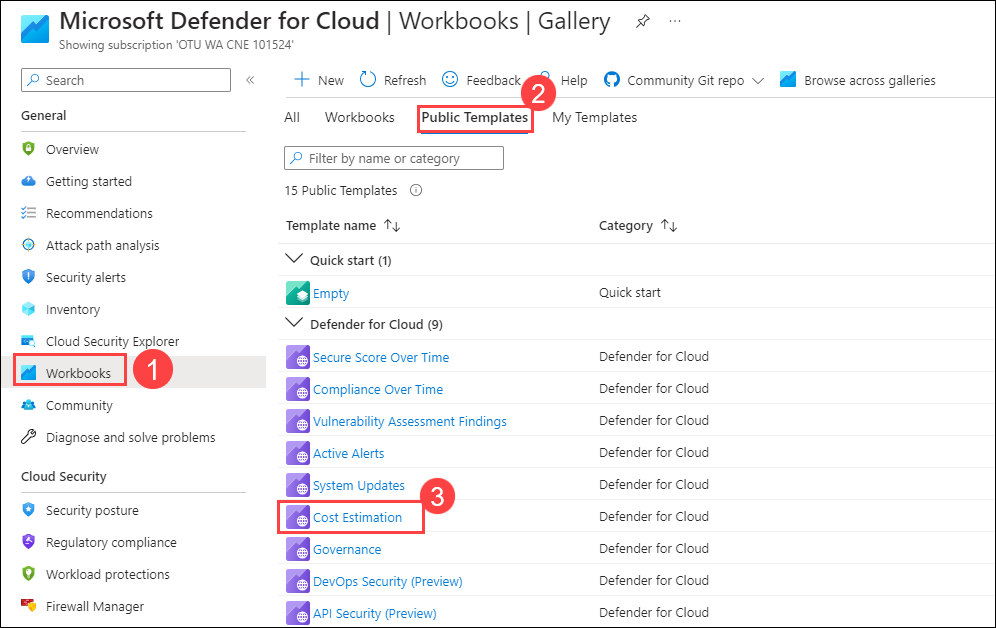 Microsoft Defender for Cloud | Workbooks | Gallery
Showing subscription 'OTU WA CNE 101524'
Search
«
General
Overview
Getting started
Recommendations
Attack path analysis
Security alerts
Inventory
Cloud Security Explorer
Workbooks
1
Community
Diagnose and solve problems
Cloud Security
Security posture
Regulatory compliance
Workload protections
Firewall Manager
New Refresh Feedback Help Community Git repo Browse across galleries
2
All Workbooks Public Templates My Templates
Filter by name or category
15 Public Templates
Template name Category
Quick start (1)
Empty Quick start
Defender for Cloud (9)
Secure Score Over Time Defender for Cloud
Compliance Over Time Defender for Cloud
Vulnerability Assessment Findings Defender for Cloud
Active Alerts Defender for Cloud
System Updates Defender for Cloud
3
Cost Estimation Defender for Cloud
Governance Defender for Cloud
DevOps Security (Preview) Defender for Cloud
API Security (Preview) Defender for Cloud